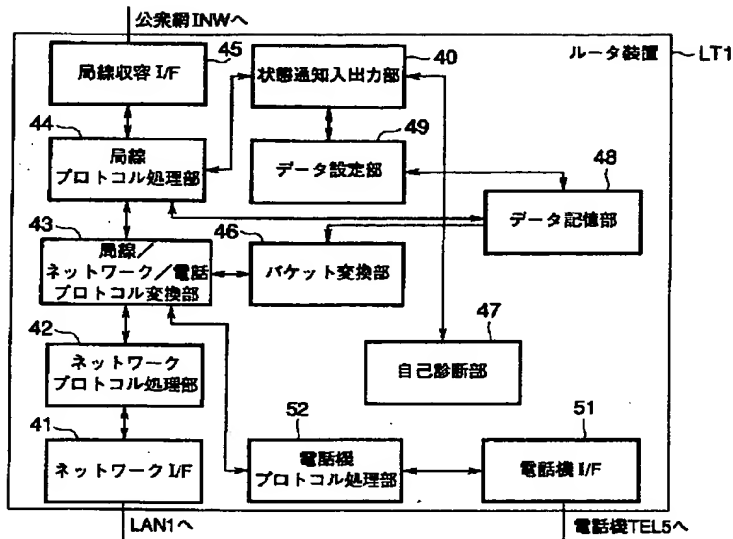 公衆網INWへ
ルータ装置
LT1
45
局線収容 I/F
40
状態通知入出力部
44
局線
プロトコル処理部
49
データ設定部
48
データ記憶部
43
局線/
ネットワーク/電話
プロトコル変換部
46
パケット変換部
42
ネットワーク
プロトコル処理部
47
自己診断部
41
ネットワーク I/F
52
電話機
プロトコル処理部
51
電話機 I/F
LAN1へ
電話機TEL5へ